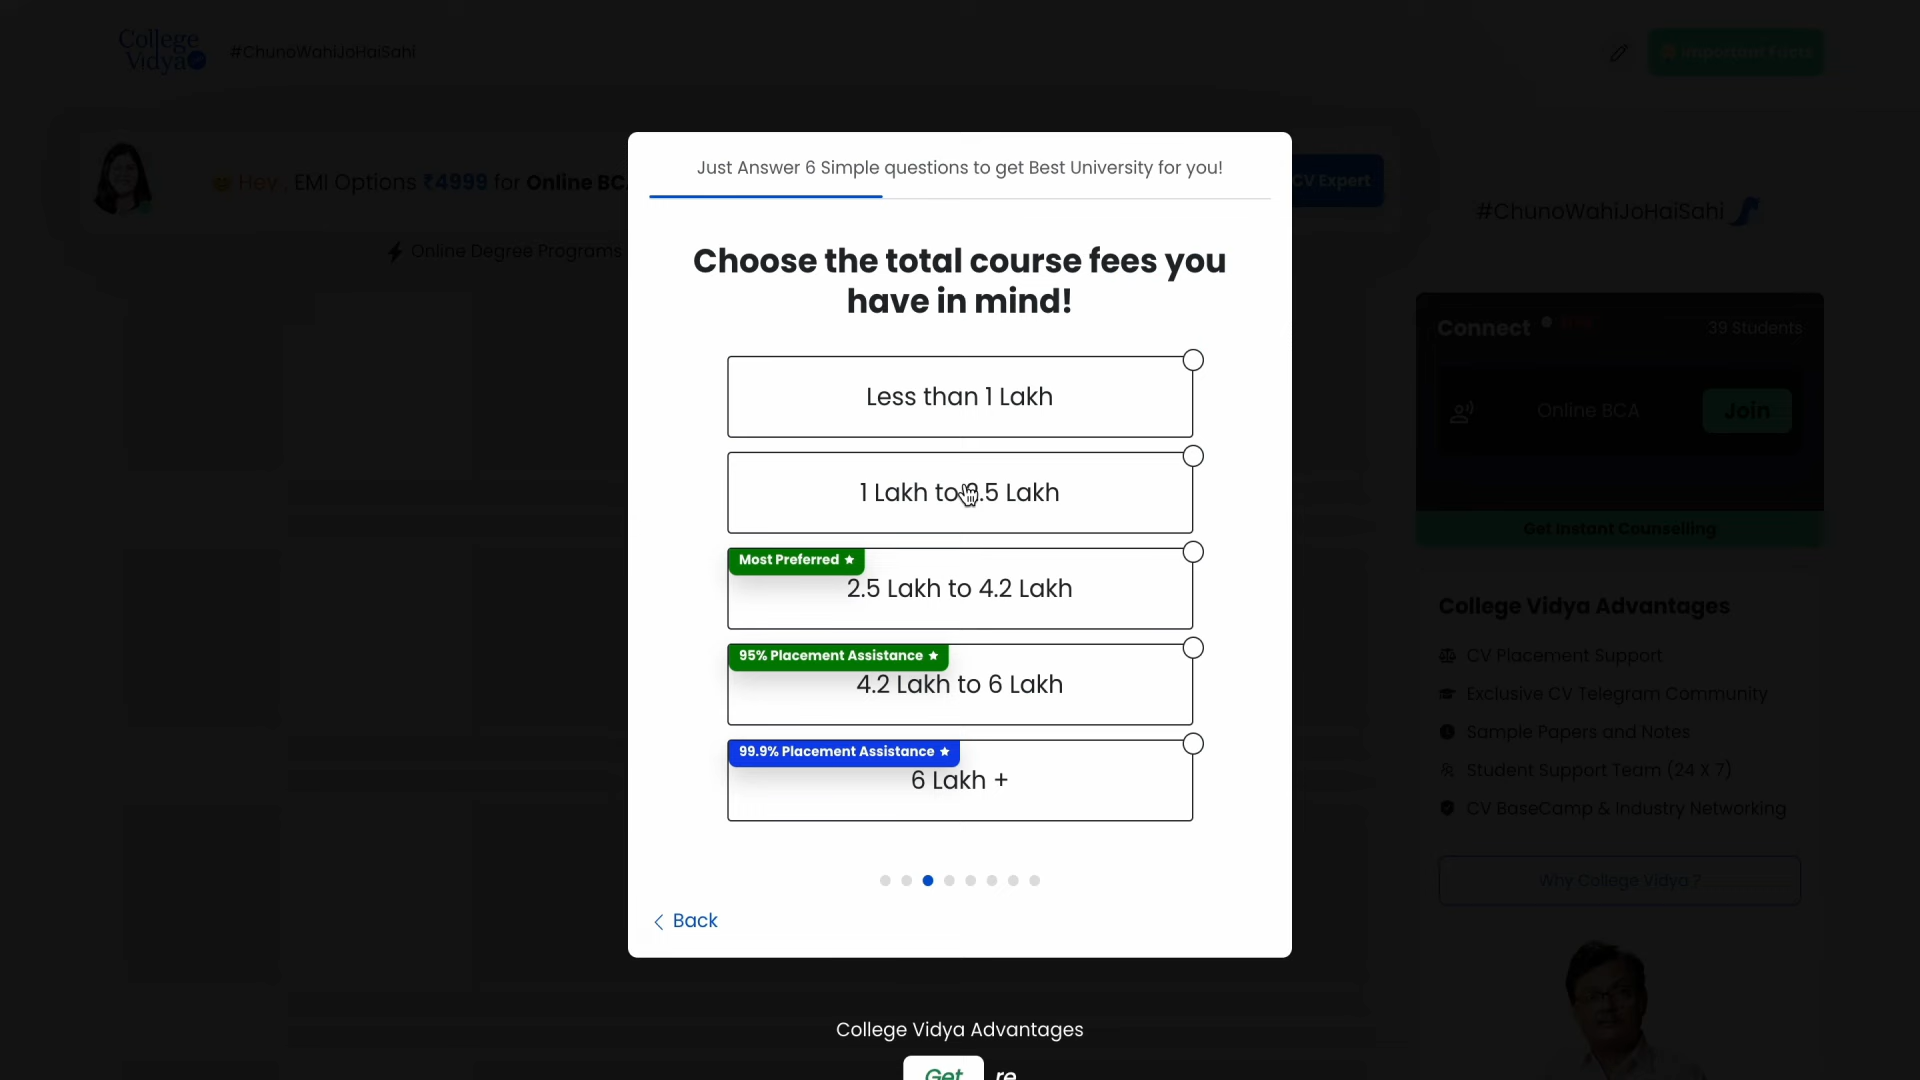 College
Vidya
#ChunoWahiJoHaiSahi
Important Facts
Hey , EMI Options ₹4999 for Online BC
CV Expert
#ChunoWahiJoHaiSahi
Online Degree Programs
Just Answer 6 Simple questions to get Best University for you!
Choose the total course fees you
have in mind!
Less than 1 Lakh
1 Lakh to .5 Lakh
Most Preferred ★
2.5 Lakh to 4.2 Lakh
95% Placement Assistance ★
4.2 Lakh to 6 Lakh
99.9% Placement Assistance ★
6 Lakh +
< Back
Connect
39 Students
Online BCA
Join
Get Instant Counselling
College Vidya Advantages
CV Placement Support
Exclusive CV Telegram Community
Sample Papers and Notes
Student Support Team (24 X 7)
CV BaseCamp & Industry Networking
Why College Vidya ?
College Vidya Advantages
Get re